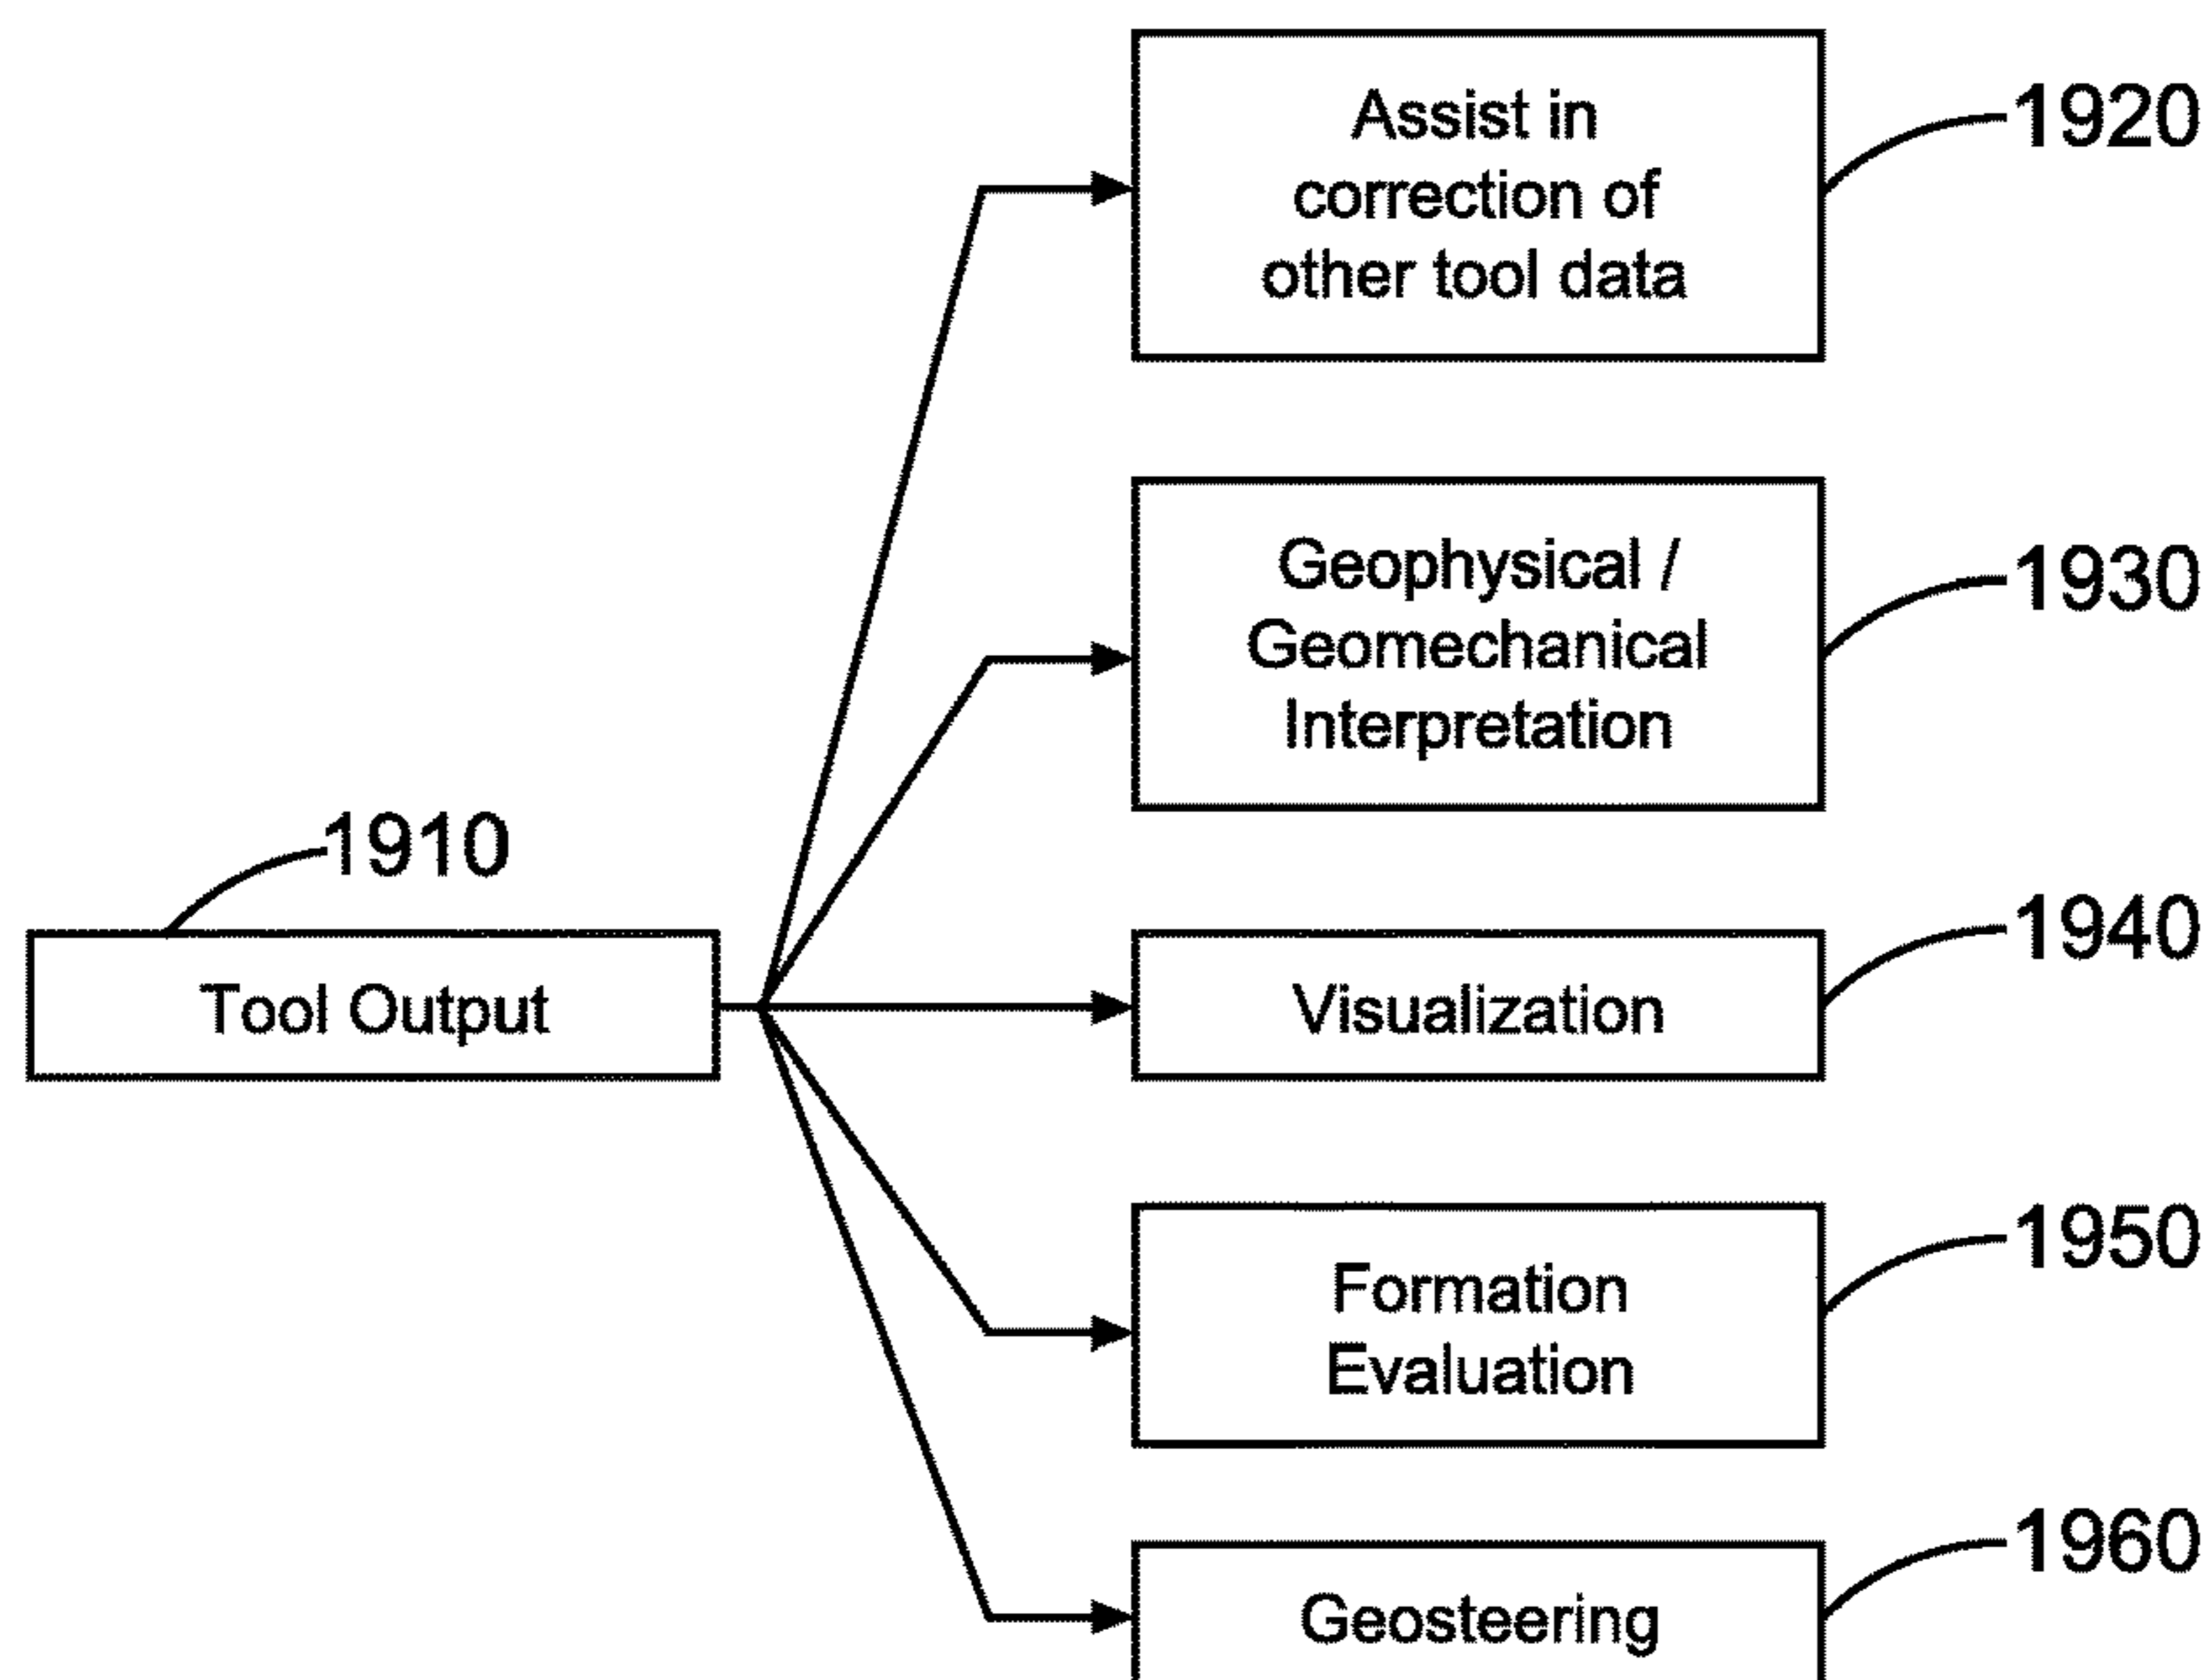 Assist in
correction of
other tool data
1920
Geophysical /
Geomechanical
Interpretation
1930
1910
Tool Output
Visualization
1940
Formation
Evaluation
1950
Geosteering
1960